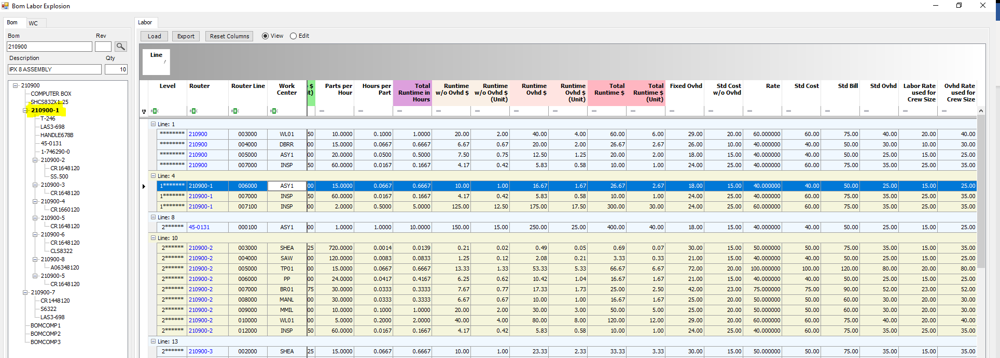 Bom Labor Explosion
Bom WC
Bom Rev
210900
Description Qty
IPX 8 ASSEMBLY 10
210900
COMPUTER BOX
SHCS832X1.25
210900-1
T-246
LAS3-698
HANDLE678B
45-0131
1-746290-0
210900-2
CR1648120
SS.500
210900-3
CR1648120
210900-4
CR1660120
210900-5
CR1648120
210900-6
CR1648120
CLS8322
210900-8
A06348120
210900-5
CR1648120
210900-7
CR1448120
S6322
LAS3-698
BOMCOMP1
BOMCOMP2
BOMCOMP3
Labor
Load Export Reset Columns View Edit
Line /
Level Router Router Line Work Center $ it) Parts per Hour Hours per Part Total Runtime in Hours Runtime w/o Ovhd $ Runtime w/o Ovhd $ (Unit) Runtime Ovhd $ Runtime Ovhd $ (Unit) Total Runtime $ Total Runtime $ (Unit) Fixed Ovhd Std Cost w/o Ovhd Rate Std Cost Std Bill Std Ovhd Labor Rate used for Crew Size Ovhd Rate used for Crew Size
ABC ABC ABC ABC = = = = = = = = = = = = = = = = =
Line: 1
******** 210900 003000 WL01 50 10.0000 0.1000 1.0000 20.00 2.00 40.00 4.00 60.00 6.00 29.00 20.00 60.000000 60.00 75.00 40.00 20.00 40.00
******** 210900 004000 DBRR 00 15.0000 0.0667 0.6667 6.67 0.67 20.00 2.00 26.67 2.67 26.00 10.00 40.000000 40.00 50.00 30.00 10.00 30.00
******** 210900 005000 ASY1 00 20.0000 0.0500 0.5000 7.50 0.75 12.50 1.25 20.00 2.00 18.00 15.00 40.000000 40.00 50.00 25.00 15.00 25.00
******** 210900 007000 INSP 50 60.0000 0.0167 0.1667 4.17 0.42 5.83 0.58 10.00 1.00 24.00 25.00 40.000000 60.00 75.00 35.00 25.00 35.00
Line: 4
1******* 210900-1 006000 ASY1 00 15.0000 0.0667 0.6667 10.00 1.00 16.67 1.67 26.67 2.67 18.00 15.00 40.000000 40.00 50.00 25.00 15.00 25.00
1******* 210900-1 007000 INSP 50 60.0000 0.0167 0.1667 4.17 0.42 5.83 0.58 10.00 1.00 24.00 25.00 40.000000 60.00 75.00 35.00 25.00 35.00
1******* 210900-1 007100 INSP 00 2.0000 0.5000 5.0000 125.00 12.50 175.00 17.50 300.00 30.00 24.00 25.00 60.000000 60.00 75.00 35.00 25.00 35.00
Line: 8
2****** 45-0131 000100 ASY1 00 1.0000 1.0000 10.0000 150.00 15.00 250.00 25.00 400.00 40.00 18.00 15.00 40.000000 40.00 50.00 25.00 15.00 25.00
Line: 10
2****** 210900-2 003000 SHEA 25 720.0000 0.0014 0.0139 0.21 0.02 0.49 0.05 0.69 0.07 30.00 15.00 50.000000 50.00 75.00 35.00 15.00 35.00
2****** 210900-2 004000 SAW 00 120.0000 0.0083 0.0833 1.25 0.12 2.08 0.21 3.33 0.33 21.00 15.00 40.000000 40.00 50.00 25.00 15.00 25.00
2****** 210900-2 005000 TP01 00 15.0000 0.0667 0.6667 13.33 1.33 53.33 5.33 66.67 6.67 72.00 20.00 100.000000 100.00 120.00 80.00 20.00 80.00
2****** 210900-2 006000 PP 00 24.0000 0.0417 0.4167 6.25 0.62 10.42 1.04 16.67 1.67 21.00 15.00 40.000000 40.00 50.00 25.00 15.00 25.00
2****** 210900-2 007000 BR01 75 30.0000 0.0333 0.3333 7.67 0.77 17.33 1.73 25.00 2.50 42.00 23.00 75.000000 75.00 90.00 52.00 23.00 52.00
2****** 210900-2 008000 MANL 00 30.0000 0.0333 0.3333 6.67 0.67 10.00 1.00 16.67 1.67 25.00 20.00 50.000000 50.00 60.00 30.00 20.00 30.00
2****** 210900-2 009000 MMIL 00 10.0000 0.1000 1.0000 20.00 2.00 30.00 3.00 50.00 5.00 25.00 20.00 50.000000 50.00 60.00 30.00 20.00 30.00
2****** 210900-2 010000 WL01 00 5.0000 0.2000 2.0000 40.00 4.00 80.00 8.00 120.00 12.00 29.00 20.00 60.000000 60.00 75.00 40.00 20.00 40.00
2****** 210900-2 012000 INSP 50 60.0000 0.0167 0.1667 4.17 0.42 5.83 0.58 10.00 1.00 24.00 25.00 40.000000 60.00 75.00 35.00 25.00 35.00
Line: 13
2****** 210900-3 002000 SHEA 25 15.0000 0.0667 0.6667 10.00 1.00 23.33 2.33 33.33 3.33 30.00 15.00 50.000000 50.00 75.00 35.00 15.00 35.00